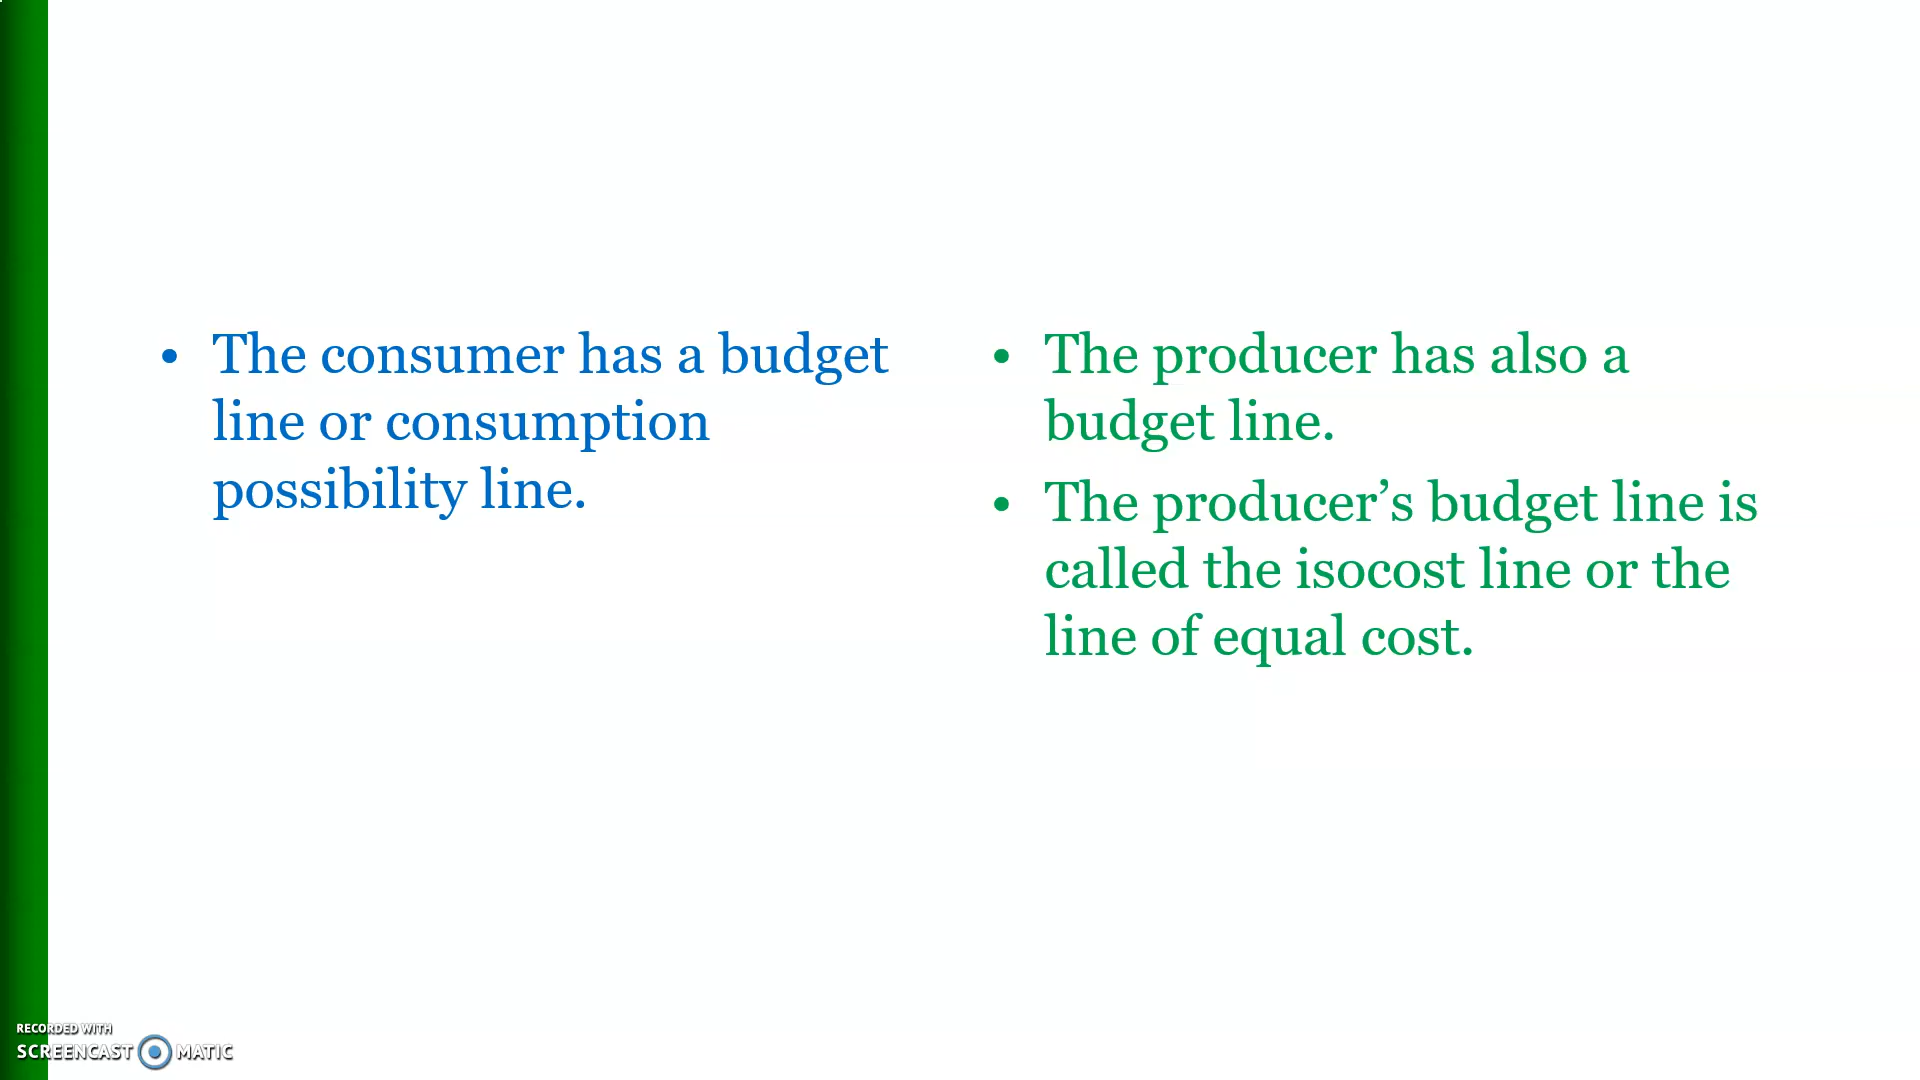 • The consumer has a budget
line or consumption
possibility line.
• The producer has also a
budget line.
• The producer’s budget line is
called the isocost line or the
line of equal cost.
RECORDED WITH
SCREENCAST MATIC